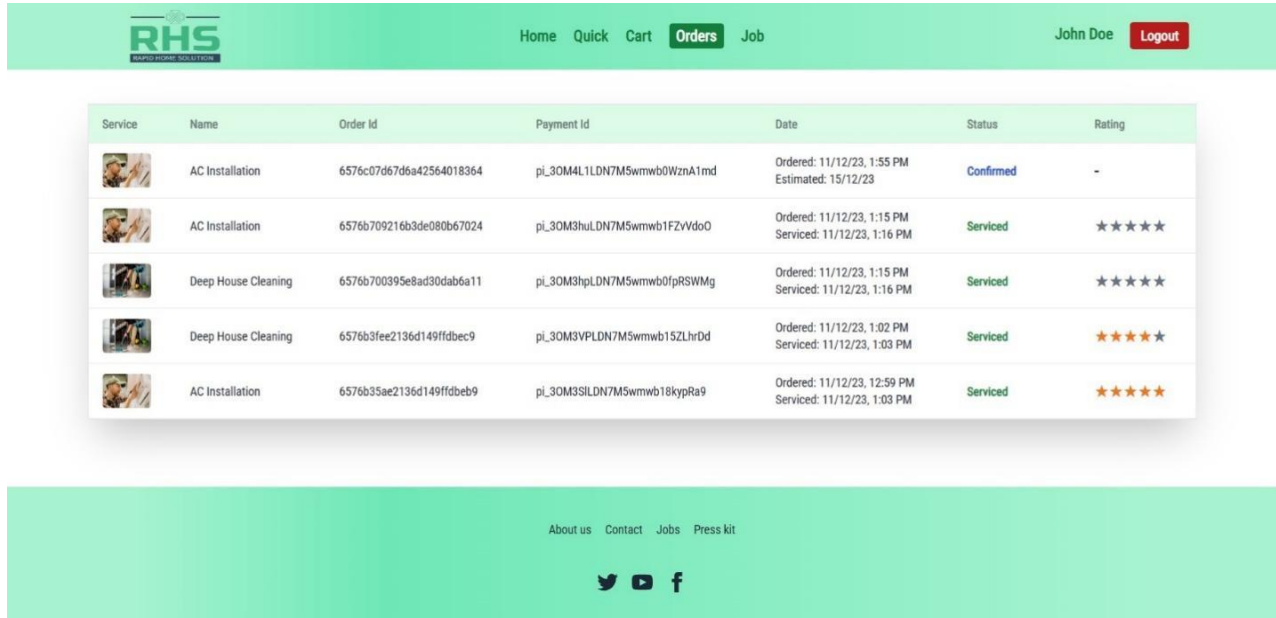 RHS
RAPID HOME SOLUTION
Home Quick Cart Orders Job
John Doe Logout
Service Name Order Id Payment Id Date Status Rating
AC Installation 6576c07d67d6a42564018364 pi_3OM4L1LDN7M5wmwb0WznA1md Ordered: 11/12/23, 1:55 PM Confirmed -
Estimated: 15/12/23
AC Installation 6576b709216b3de080b67024 pi_3OM3huLDN7M5wmwb1FZvVdoO Ordered: 11/12/23, 1:15 PM Serviced ★★★★★
Serviced: 11/12/23, 1:16 PM
Deep House Cleaning 6576b700395e8ad30dab6a11 pi_3OM3hpLDN7M5wmwb0fpRSWMg Ordered: 11/12/23, 1:15 PM Serviced ★★★★★
Serviced: 11/12/23, 1:16 PM
Deep House Cleaning 6576b3fee2136d149ffdbec9 pi_3OM3VPLDN7M5wmwb15ZLhrDd Ordered: 11/12/23, 1:02 PM Serviced ★★★★★
Serviced: 11/12/23, 1:03 PM
AC Installation 6576b35ae2136d149ffdbeb9 pi_3OM3SlLDN7M5wmwb18kypRa9 Ordered: 11/12/23, 12:59 PM Serviced ★★★★★
Serviced: 11/12/23, 1:03 PM
About us Contact Jobs Press kit